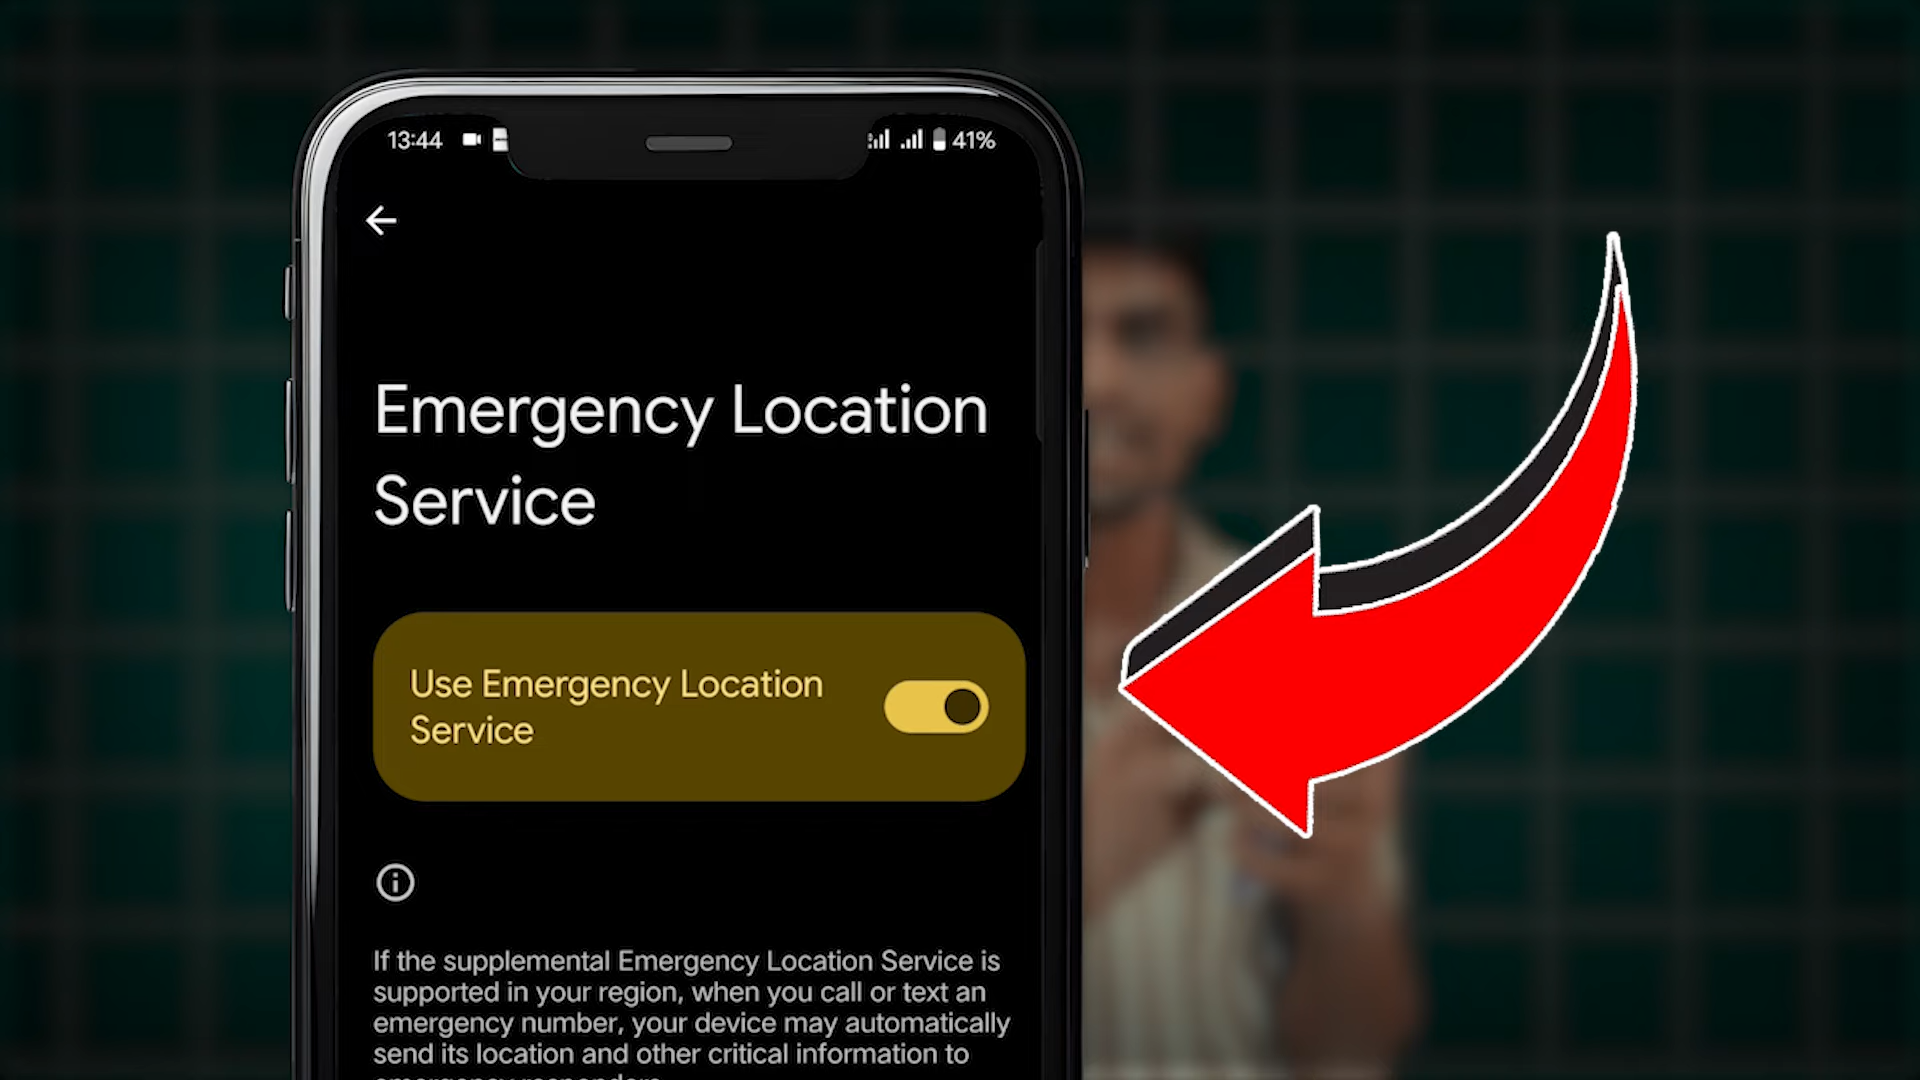 13:44
41%
Emergency Location
Service
Use Emergency Location
Service
If the supplemental Emergency Location Service is
supported in your region, when you call or text an
emergency number, your device may automatically
send its location and other critical information to